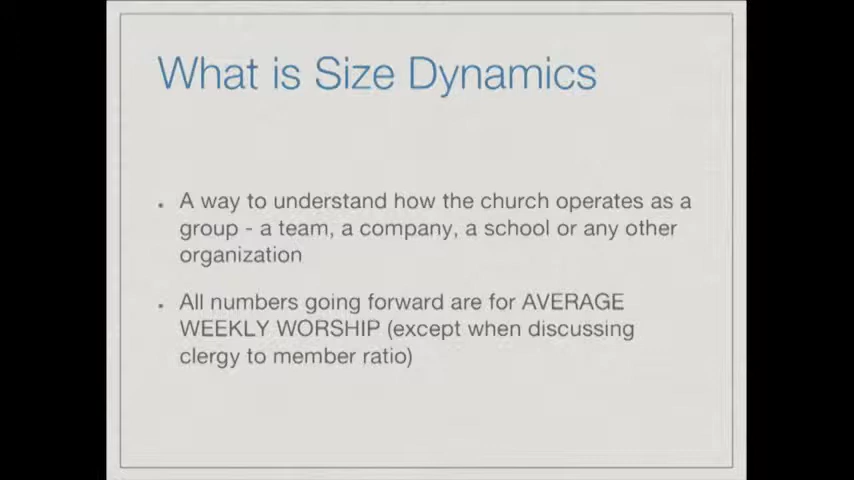 What is Size Dynamics
• A way to understand how the church operates as a
group - a team, a company, a school or any other
organization
• All numbers going forward are for AVERAGE
WEEKLY WORSHIP (except when discussing
clergy to member ratio)